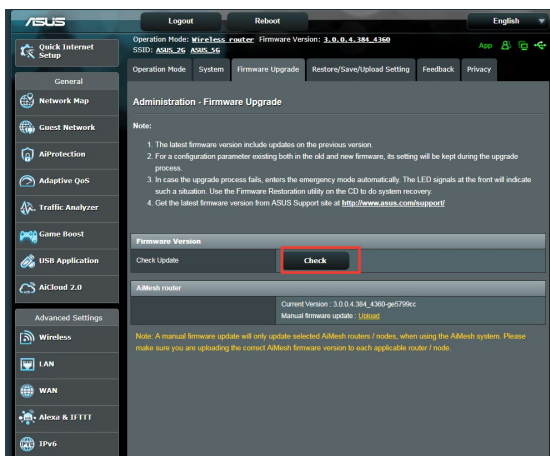 ASUS
Logout
Reboot
English
Quick Internet
Setup
Operation Mode: Wireless router Firmware Version: 3.0.0.4.384_4360
SSID: ASUS_2G ASUS_5G
App
Operation Mode
System
Firmware Upgrade
Restore/Save/Upload Setting
Feedback
Privacy
General
Network Map
Guest Network
AiProtection
Adaptive QoS
Traffic Analyzer
Game Boost
USB Application
AiCloud 2.0
Advanced Settings
Wireless
LAN
WAN
Alexa & IFTTT
IPv6
Administration - Firmware Upgrade
Note:
1. The latest firmware version include updates on the previous version.
2. For a configuration parameter existing both in the old and new firmware, its setting will be kept during the upgrade
process.
3. In case the upgrade process fails, enters the emergency mode automatically. The LED signals at the front will indicate
such a situation. Use the Firmware Restoration utility on the CD to do system recovery.
4. Get the latest firmware version from ASUS Support site at http://www.asus.com/support/
Firmware Version
Check Update
Check
AiMesh router
Current Version : 3.0.0.4.384_4360-ge5799cc
Manual firmware update : Upload
Note: A manual firmware update will only update selected AiMesh routers / nodes, when using the AiMesh system. Please
make sure you are uploading the correct AiMesh firmware version to each applicable router / node.